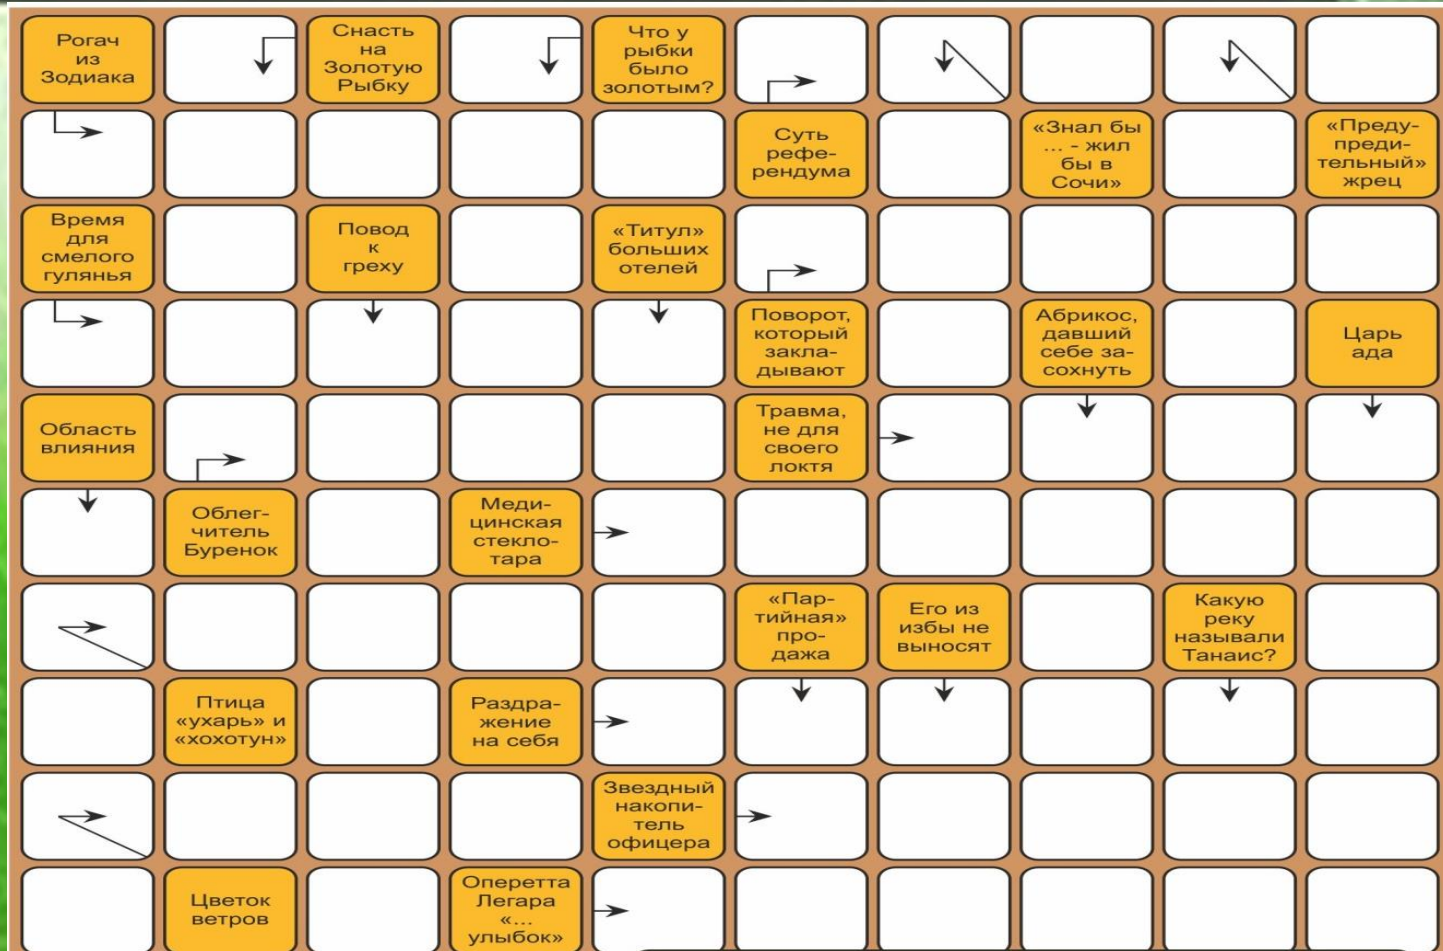 Рогач
из
Зодиака
Снасть
на
Золотую
Рыбку
Что у
рыбки
было
золотым?
Суть
рефе-
рендума
«Знал бы
... - жил
бы в
Сочи»
«Преду-
преди-
тельный»
жрец
Время
для
смелого
гулянья
Повод
к
греху
«Титул»
больших
отелей
Поворот,
который
закла-
дывают
Абрикос,
давший
себе за-
сохнуть
Царь
ада
Область
влияния
Травма,
не для
своего
локтя
Облег-
читель
Буренок
Меди-
цинская
стекло-
тара
«Пар-
тийная»
про-
дажа
Его из
избы не
выносят
Какую
реку
называли
Танаис?
Птица
«ухарь» и
«хохотун»
Раздра-
жение
на себя
Звездный
накопи-
тель
офицера
Цветок
ветров
Оперетта
Легара
«...
улыбок»